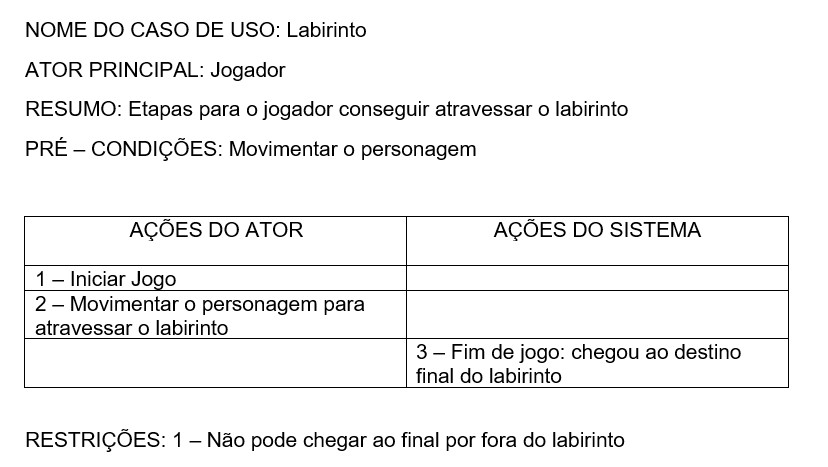 NOME DO CASO DE USO: Labirinto
ATOR PRINCIPAL: Jogador
RESUMO: Etapas para o jogador conseguir atravessar o labirinto
PRÉ – CONDIÇÕES: Movimentar o personagem
AÇÕES DO ATOR
AÇÕES DO SISTEMA
1 – Iniciar Jogo
2 – Movimentar o personagem para
atravessar o labirinto
3 – Fim de jogo: chegou ao destino
final do labirinto
RESTRIÇÕES: 1 – Não pode chegar ao final por fora do labirinto